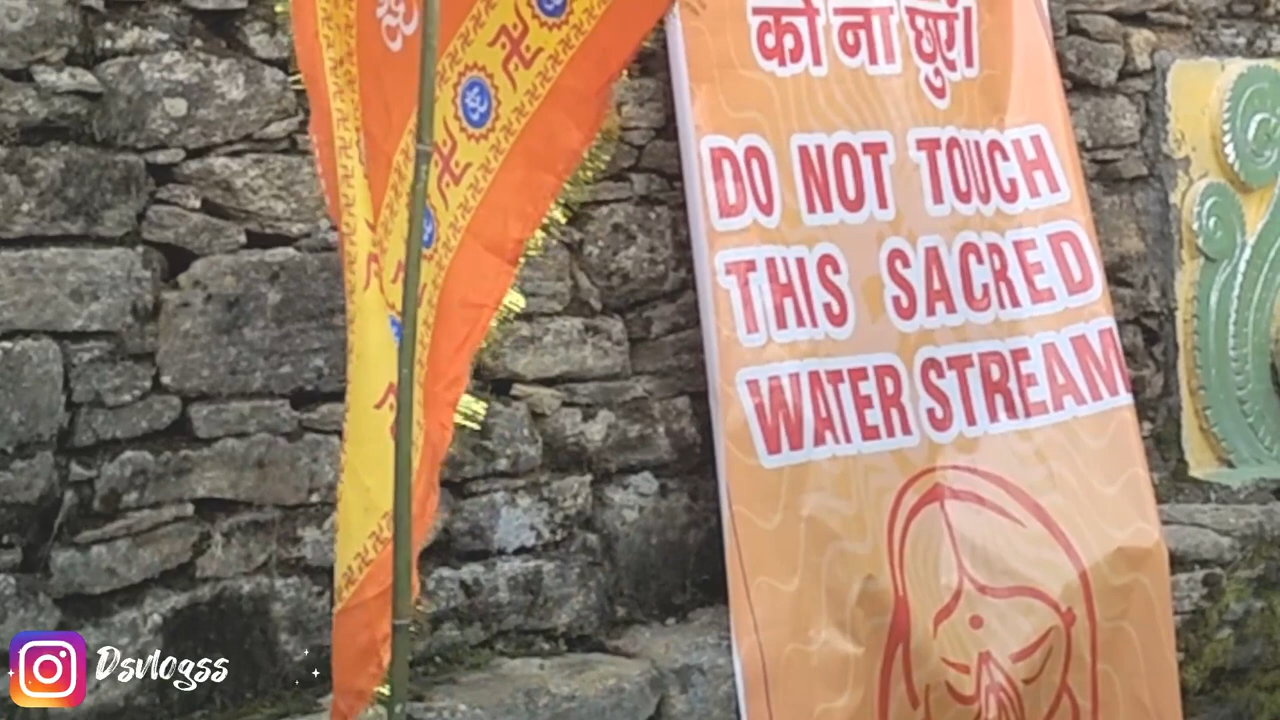 को ना छुएं।
DO NOT TOUCH
THIS SACRED
WATER STREAM
Dsvlogss